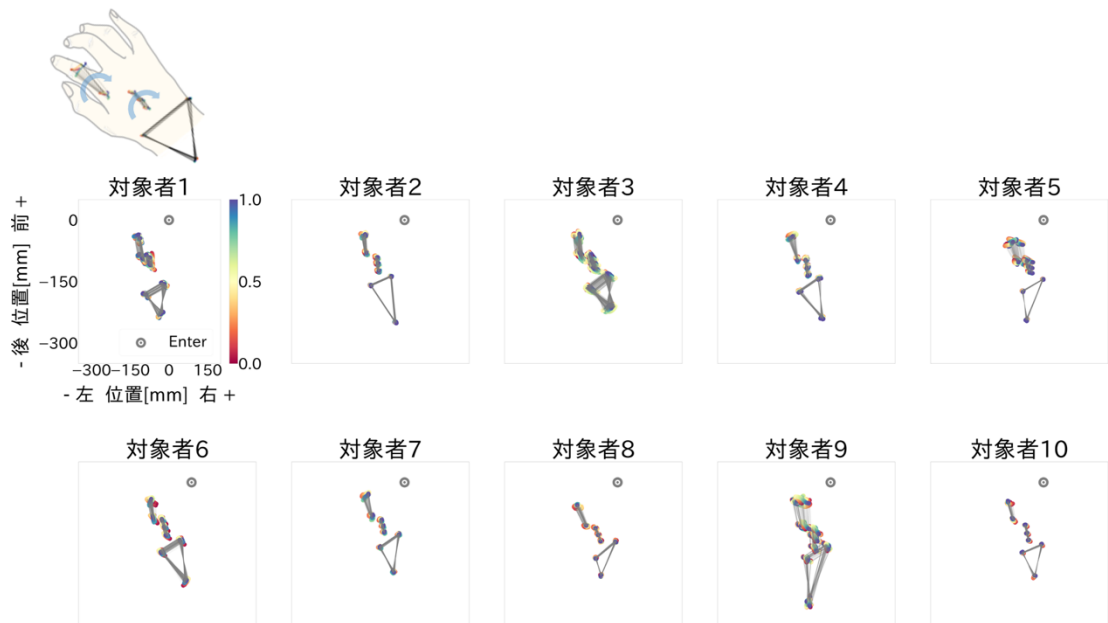 対象者1
対象者2
対象者3
対象者4
対象者5
- 後 位置[mm] 前 +
0
−150
−300
Enter
1.0
0.5
0.0
−300−150 0 150
- 左 位置[mm] 右 +
対象者6
対象者7
対象者8
対象者9
対象者10